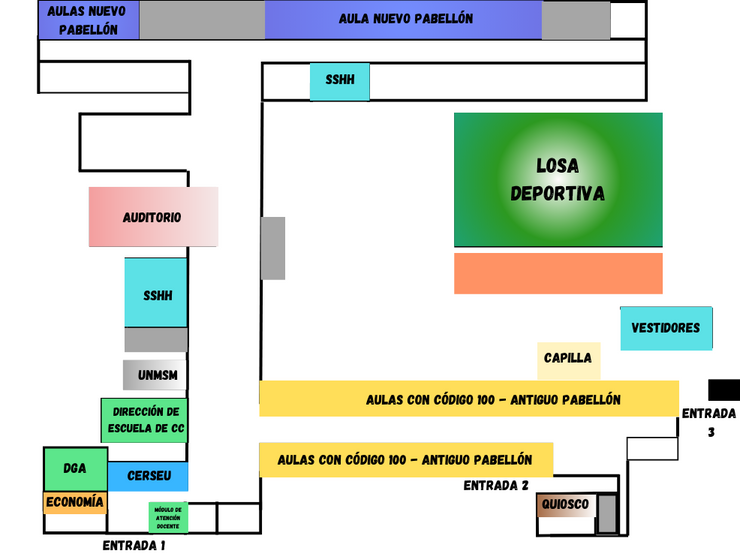 AULAS NUEVO
PABELLÓN
AULA NUEVO PABELLÓN
SSHH
LOSA
DEPORTIVA
AUDITORIO
SSHH
VESTIDORES
CAPILLA
UNMSM
AULAS CON CÓDIGO 100 - ANTIGUO PABELLÓN
DIRECCIÓN DE
ESCUELA DE CC
ENTRADA
3
AULAS CON CÓDIGO 100 - ANTIGUO PABELLÓN
DGA
CERSEU
ENTRADA 2
ECONOMÍA
QUIOSCO
MÓDULO DE
ATENCIÓN
DOCENTE
ENTRADA 1